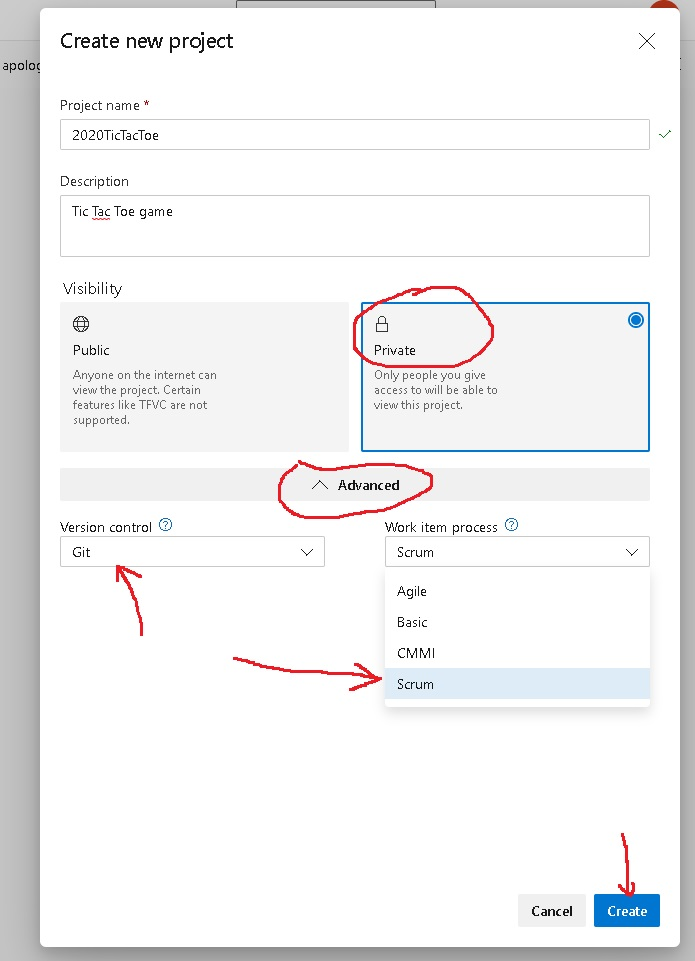 Create new project
apolog
Project name *
2020TicTacToe
Description
Tic Tac Toe game
Visibility
Public
Anyone on the internet can
view the project. Certain
features like TFVC are not
supported.
Private
Only people you give
access to will be able to
view this project.
Advanced
Version control
Git
Work item process
Scrum
Agile
Basic
CMMI
Scrum
Cancel
Create